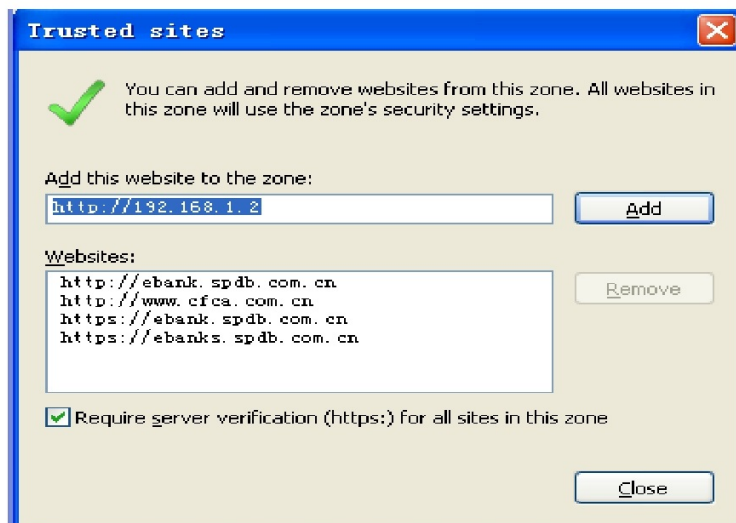 Trusted sites
You can add and remove websites from this zone. All websites in
this zone will use the zone's security settings.
Add this website to the zone:
http://192.168.1.2
Add
Websites:
http://ebank.spdb.com.cn
http://www.cfca.com.cn
https://ebank.spdb.com.cn
https://ebanks.spdb.com.cn
Remove
Require server verification (https:) for all sites in this zone
Close